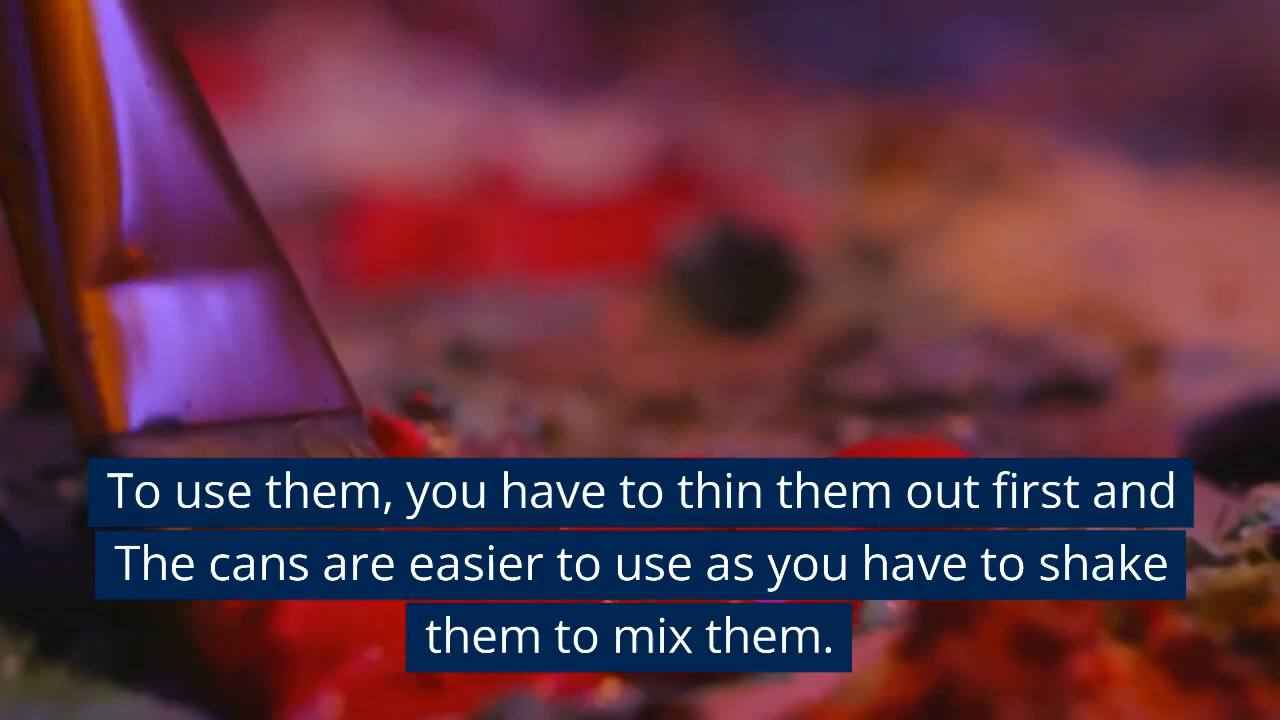 To use them, you have to thin them out first and
The cans are easier to use as you have to shake
them to mix them.